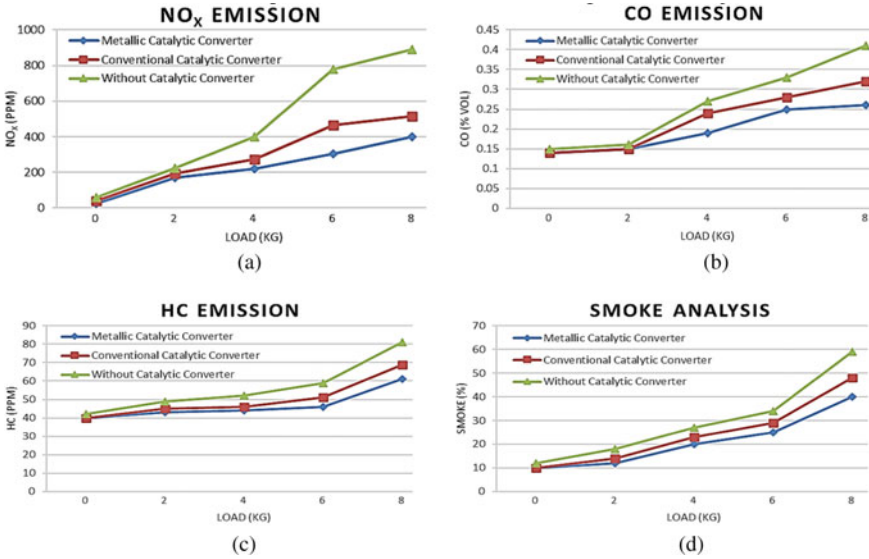 NOX EMISSION
Metallic Catalytic Converter
Conventional Catalytic Converter
Without Catalytic Converter
NOX (PPM)
1000
800
600
400
200
0
0 2 4 6 8
LOAD (KG)
(a)
CO EMISSION
Metallic Catalytic Converter
Conventional Catalytic Converter
Without Catalytic Converter
CO (% VOL)
0.45
0.4
0.35
0.3
0.25
0.2
0.15
0.1
0.05
0
0 2 4 6 8
LOAD (KG)
(b)
HC EMISSION
Metallic Catalytic Converter
Conventional Catalytic Converter
Without Catalytic Converter
HC (PPM)
90
80
70
60
50
40
30
20
10
0
0 2 4 6 8
LOAD (KG)
(c)
SMOKE ANALYSIS
Metallic Catalytic Converter
Conventional Catalytic Converter
Without Catalytic Converter
SMOKE (%)
70
60
50
40
30
20
10
0
0 2 4 6 8
LOAD (KG)
(d)